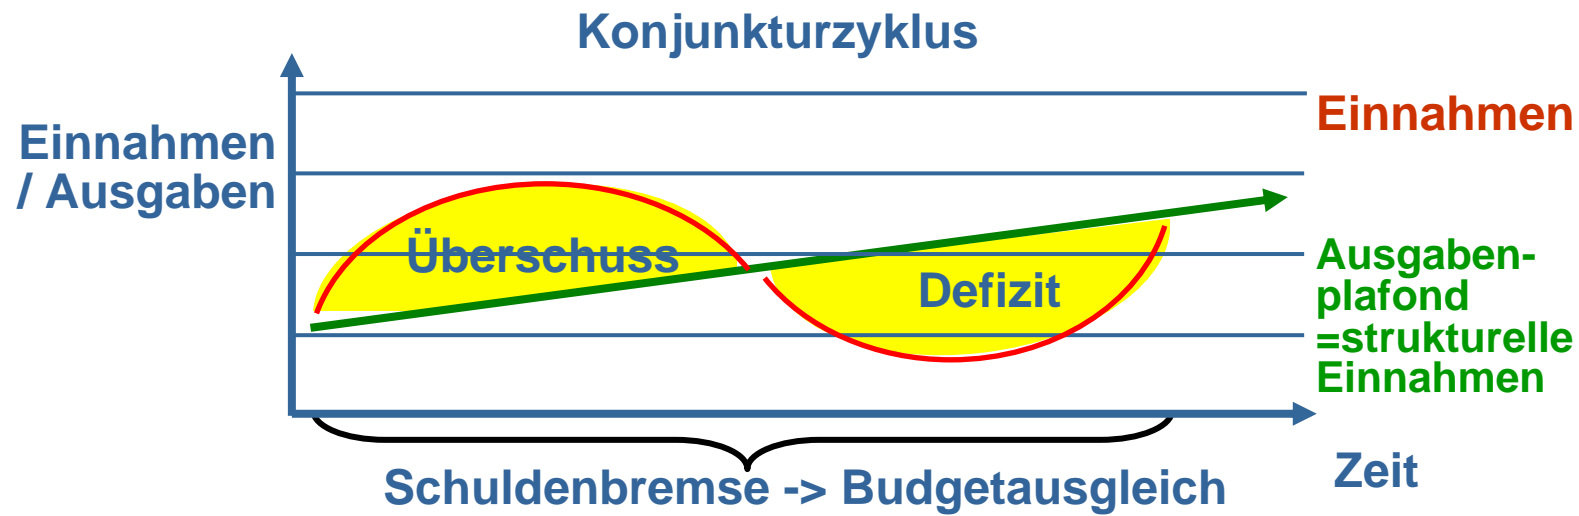 Konjunkturzyklus
Einnahmen
/ Ausgaben
Einnahmen
Überschuss
Defizit
Ausgaben-
plafond
=strukturelle
Einnahmen
Zeit
Schuldenbremse -> Budgetausgleich